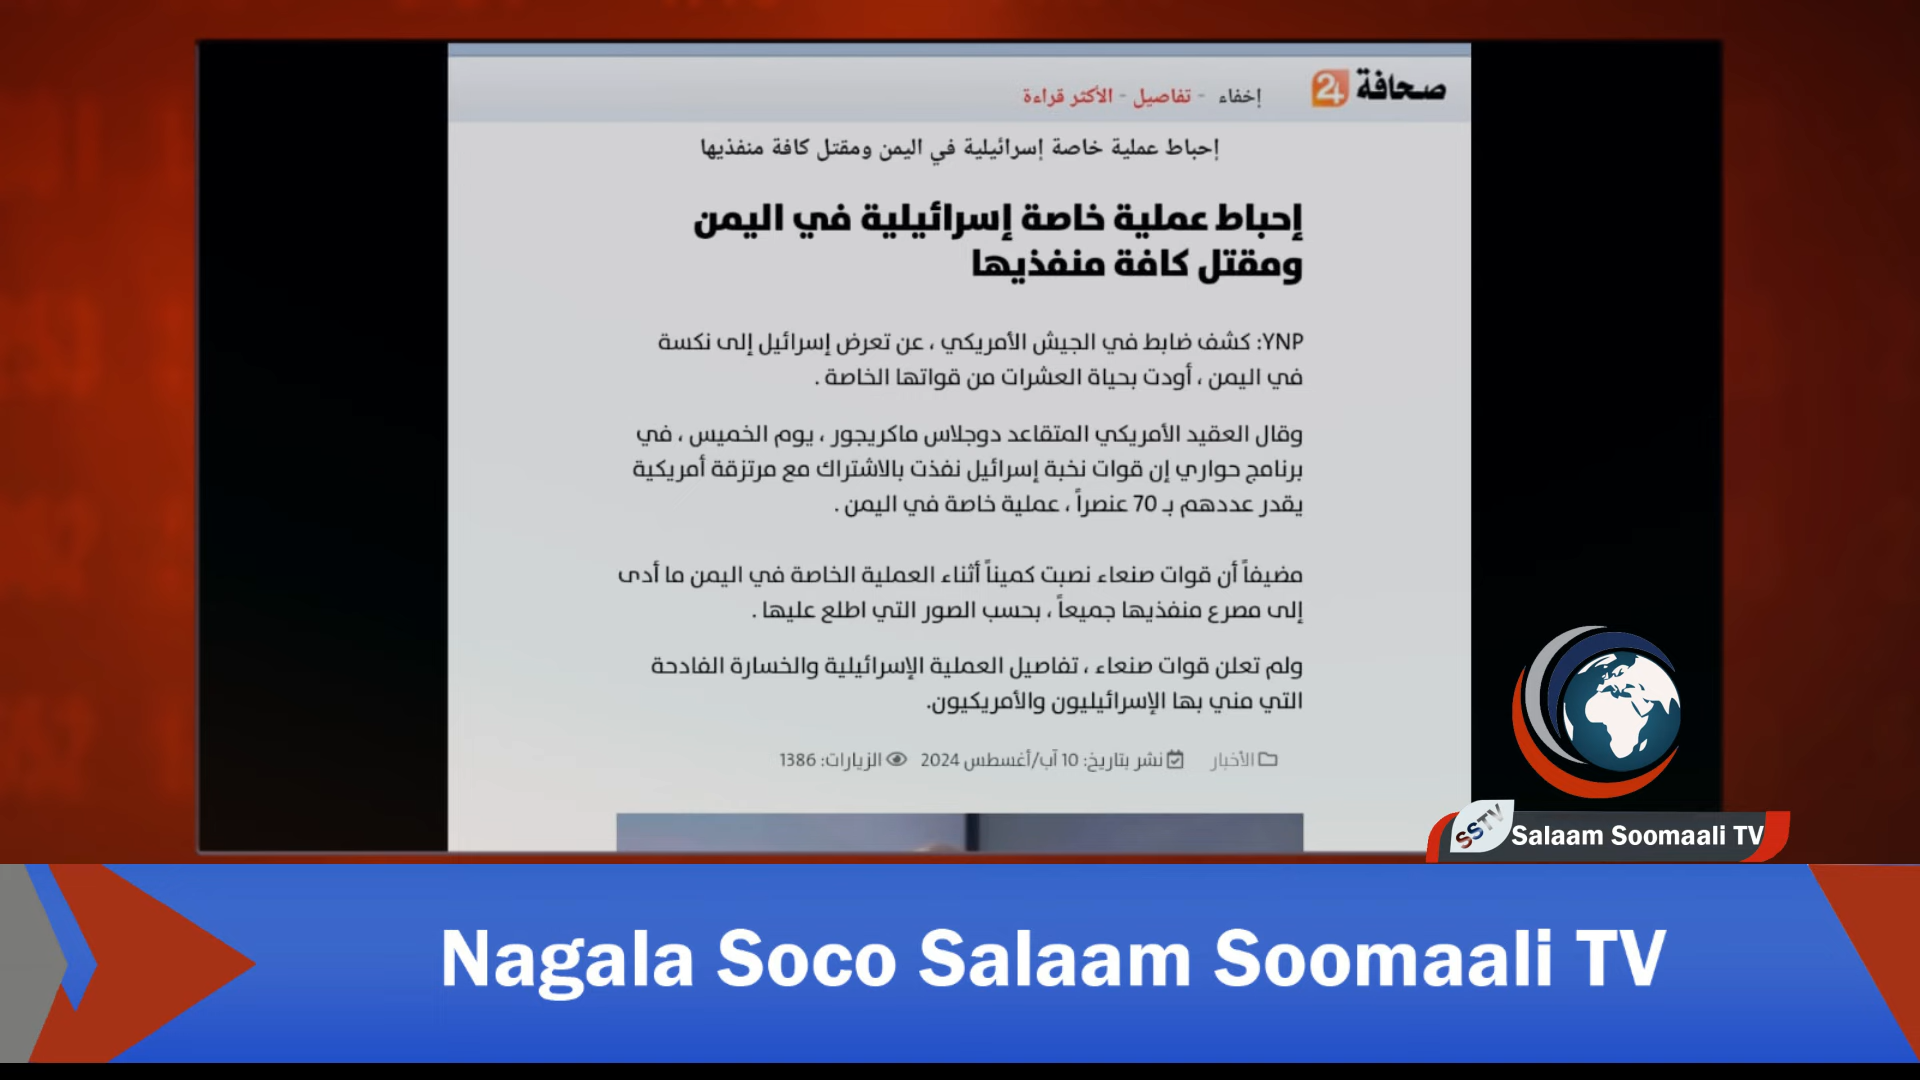 صحافة 24
إخفاء - تفاصيل - الأكثر قراءة
إحباط عملية خاصة إسرائيلية في اليمن ومقتل كافة منفذيها
إحباط عملية خاصة إسرائيلية في اليمن
ومقتل كافة منفذيها
YNP: كشف ضابط في الجيش الأمريكي ، عن تعرض إسرائيل إلى نكسة
في اليمن ، أودت بحياة العشرات من قواتها الخاصة .
وقال العقيد الأمريكي المتقاعد دوجلاس ماكريجور ، يوم الخميس ، في
برنامج حواري إن قوات نخبة إسرائيل نفذت بالاشتراك مع مرتزقة أمريكية
يقدر عددهم بـ 70 عنصراً ، عملية خاصة في اليمن .
مضيفاً أن قوات صنعاء نصبت كميناً أثناء العملية الخاصة في اليمن ما أدى
إلى مصرع منفذيها جميعاً ، بحسب الصور التي اطلع عليها .
ولم تعلن قوات صنعاء ، تفاصيل العملية الإسرائيلية والخسارة الفادحة
التي مني بها الإسرائيليون والأمريكيون.
الأخبار نشر بتاريخ: 10 آب/أغسطس 2024 الزيارات: 1386
SSTV Salaam Soomaali TV
Nagala Soco Salaam Soomaali TV